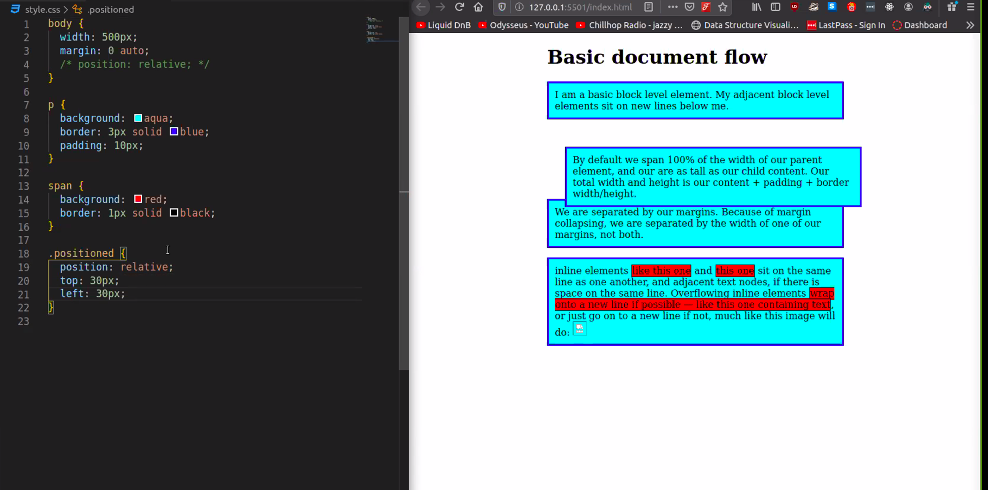 style.css > .positioned
1 body {
2 width: 500px;
3 margin: 0 auto;
4 /* position: relative; */
5 }
6
7 p {
8 background: aqua;
9 border: 3px solid blue;
10 padding: 10px;
11 }
12
13 span {
14 background: red;
15 border: 1px solid black;
16 }
17
18 .positioned {
19 position: relative;
20 top: 30px;
21 left: 30px;
22 }
23
127.0.0.1:5501/index.html
Liquid DnB Odysseus - YouTube Chillhop Radio - jazzy ... Data Structure Visuali... LastPass - Sign In Dashboard
Basic document flow
I am a basic block level element. My adjacent block level
elements sit on new lines below me.
By default we span 100% of the width of our parent
element, and our are as tall as our child content. Our
total width and height is our content + padding + border
width/height.
We are separated by our margins. Because of margin
collapsing, we are separated by the width of one of our
margins, not both.
inline elements like this one and this one sit on the same
line as one another, and adjacent text nodes, if there is
space on the same line. Overflowing inline elements wrap
onto a new line if possible — like this one containing text,
or just go on to a new line if not, much like this image will
do: